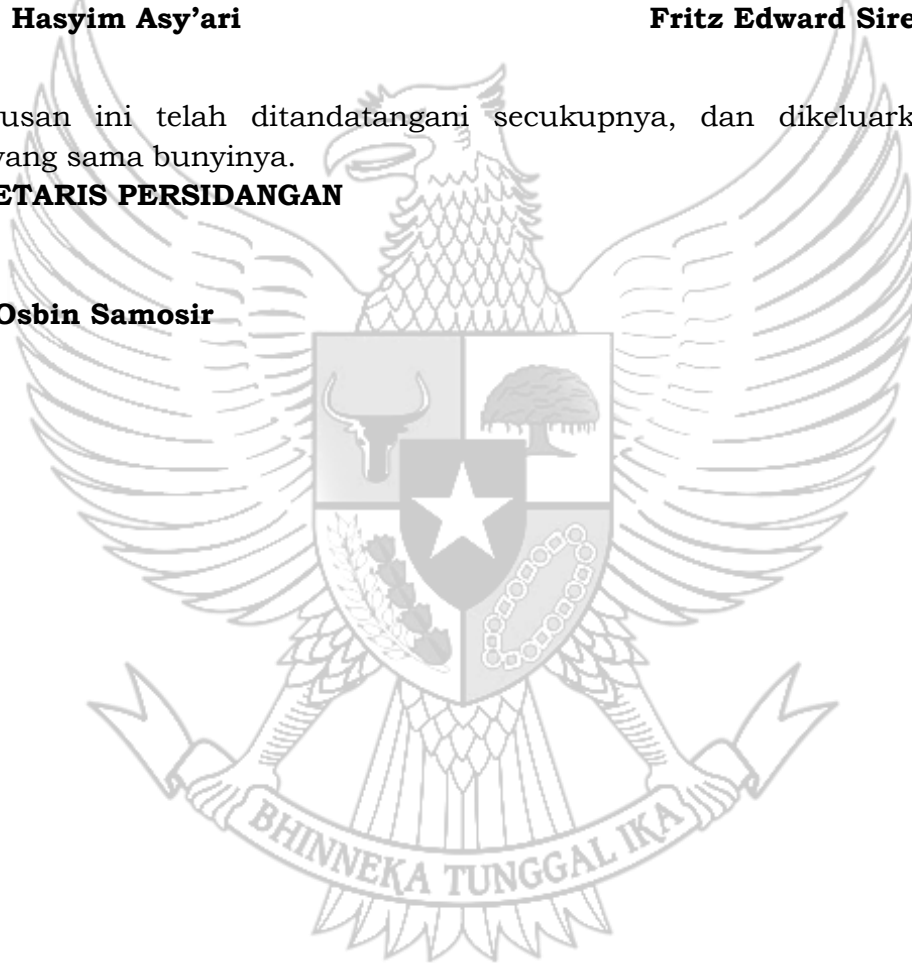 Hasyim Asy’ari Fritz Edward Sire
usan ini telah ditandatangani secukupnya, dan dikeluark
yang sama bunyinya.
ETARIS PERSIDANGAN
Osbin Samosir
BHINNEKA TUNGGAL IKA